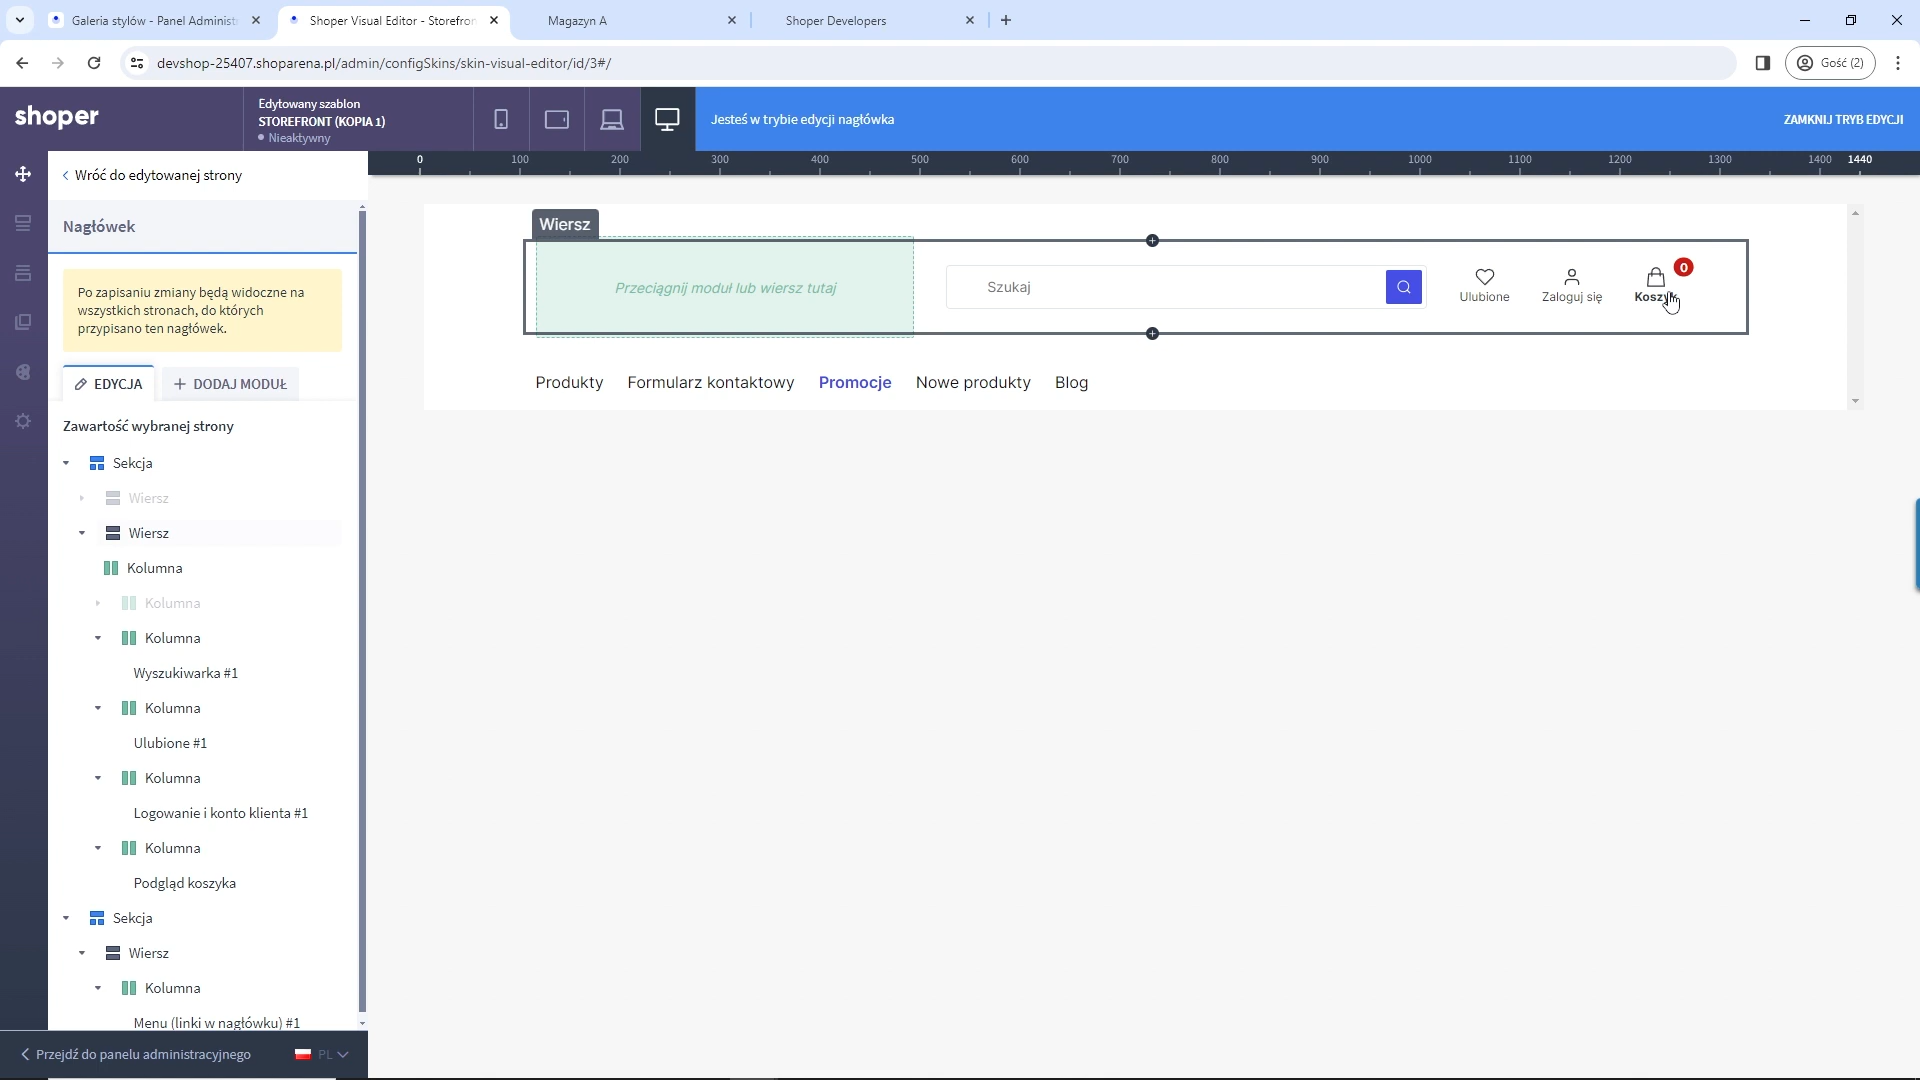 Galeria stylów - Panel Administ
Shoper Visual Editor - Storefron
Magazyn A
Shoper Developers
devshop-25407.shoparena.pl/admin/configSkins/skin-visual-editor/id/3#/
Gość (2)
shoper
Edytowany szablon
STOREFRONT (KOPIA 1)
Nieaktywny
Jesteś w trybie edycji nagłówka
ZAMKNIJ TRYB EDYCJI
Wróć do edytowanej strony
0 100 200 300 400 500 600 700 800 900 1000 1100 1200 1300 1400 1440
Nagłówek
Po zapisaniu zmiany będą widoczne na
wszystkich stronach, do których
przypisano ten nagłówek.
EDYCJA
DODAJ MODUŁ
Zawartość wybranej strony
Sekcja
Wiersz
Wiersz
Kolumna
Kolumna
Kolumna
Wyszukiwarka #1
Kolumna
Ulubione #1
Kolumna
Logowanie i konto klienta #1
Kolumna
Podgląd koszyka
Sekcja
Wiersz
Kolumna
Menu (linki w nagłówku) #1
Przejdź do panelu administracyjnego
PL
Wiersz
Przeciągnij moduł lub wiersz tutaj
Szukaj
Ulubione
Zaloguj się
0
Koszyk
Produkty
Formularz kontaktowy
Promocje
Nowe produkty
Blog